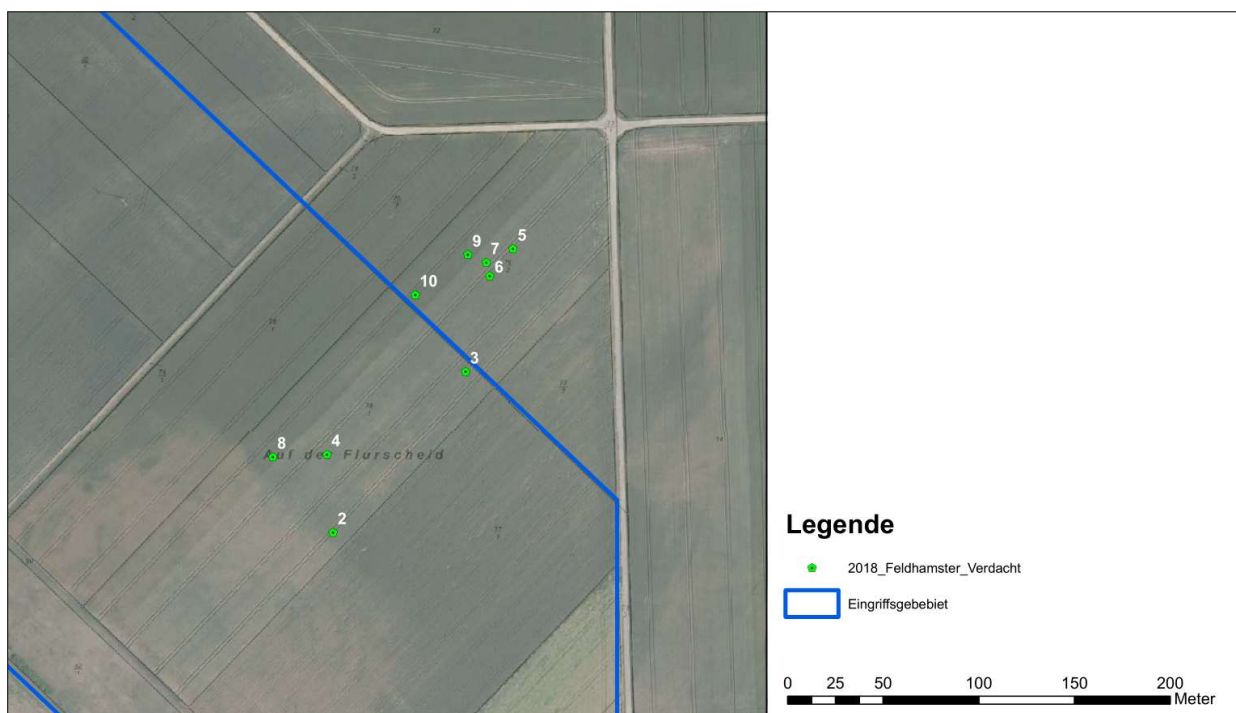 9
7
5
6
10
3
8
4
Auf der Flurscheid
2
Legende
2018_Feldhamster_Verdacht
Eingriffsgebebiet
0 25 50 100 150 200
Meter